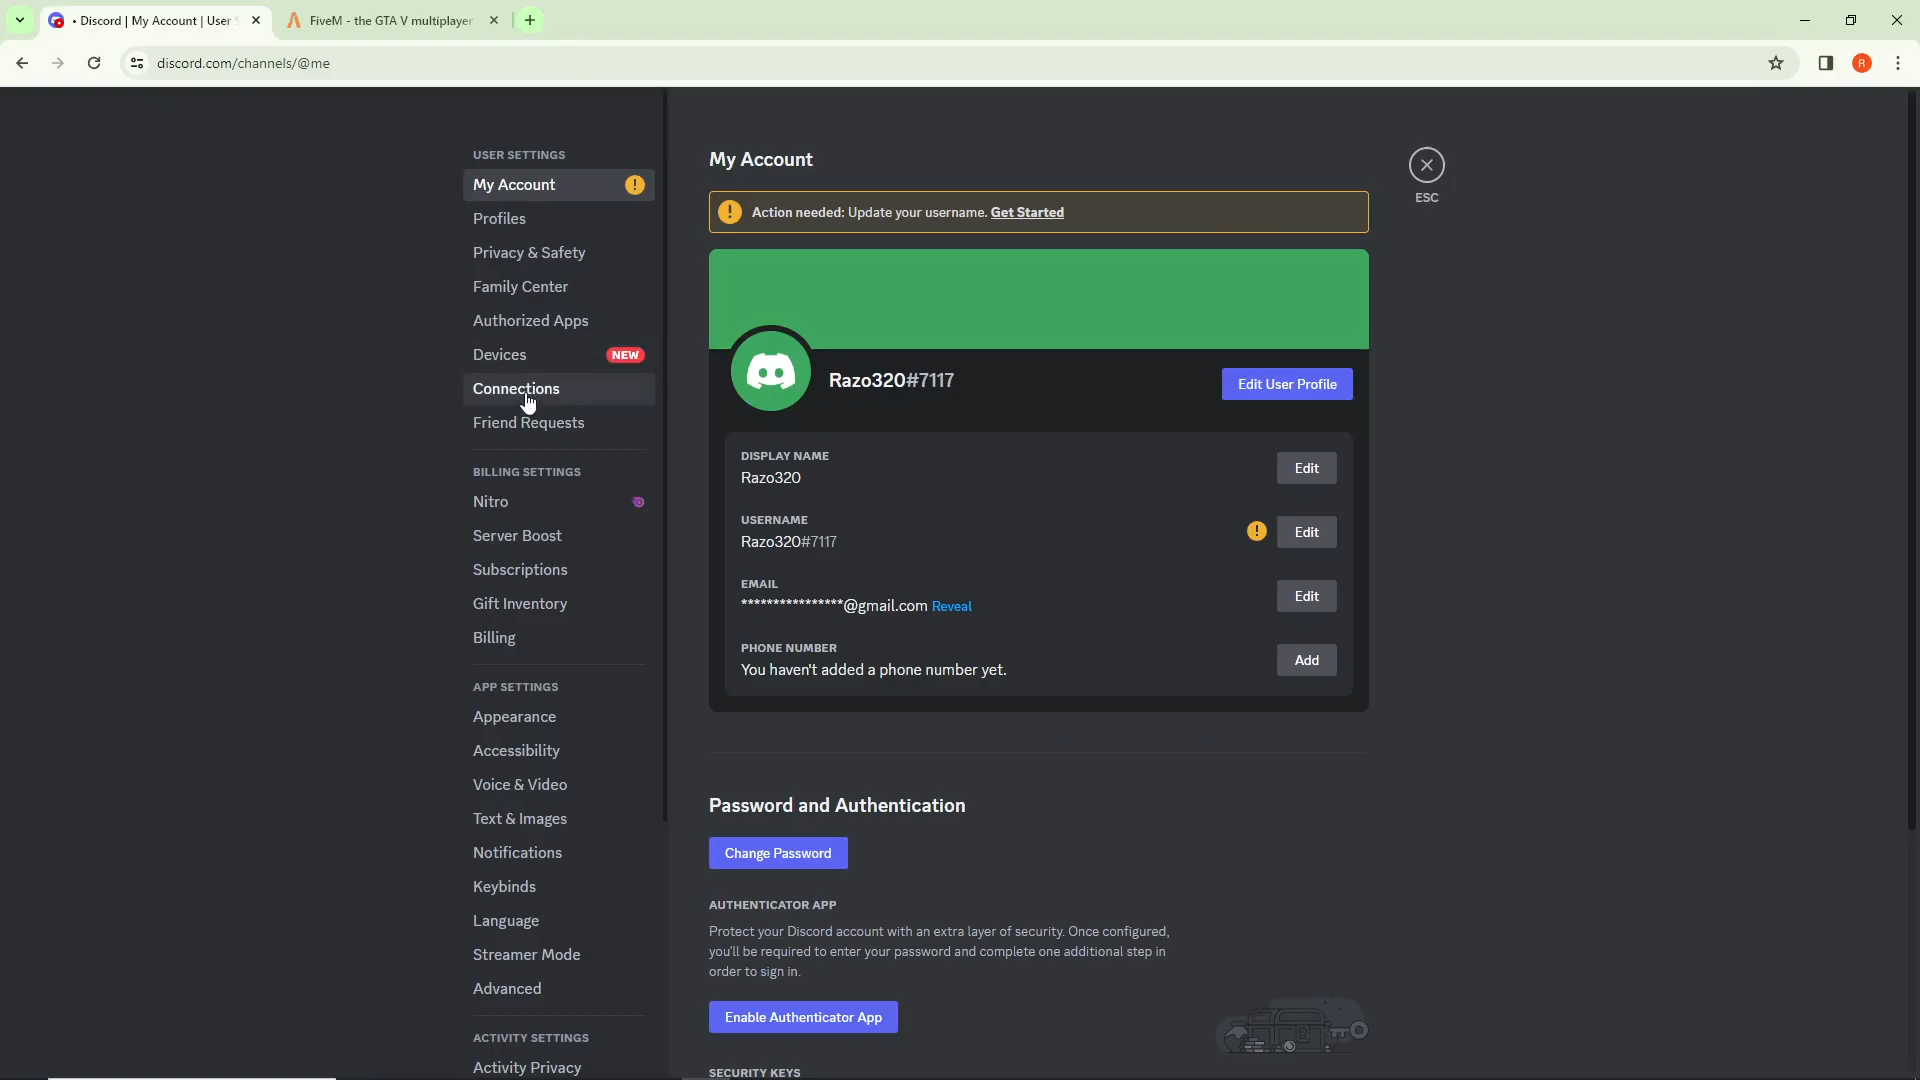 • Discord | My Account | User S
FiveM - the GTA V multiplayer
discord.com/channels/@me
R
USER SETTINGS
My Account
Profiles
Privacy & Safety
Family Center
Authorized Apps
Devices NEW
Connections
Friend Requests
BILLING SETTINGS
Nitro
Server Boost
Subscriptions
Gift Inventory
Billing
APP SETTINGS
Appearance
Accessibility
Voice & Video
Text & Images
Notifications
Keybinds
Language
Streamer Mode
Advanced
ACTIVITY SETTINGS
Activity Privacy
My Account
ESC
Action needed: Update your username. Get Started
Razo320#7117
Edit User Profile
DISPLAY NAME
Razo320
Edit
USERNAME
Razo320#7117
Edit
EMAIL
****************@gmail.com Reveal
Edit
PHONE NUMBER
You haven't added a phone number yet.
Add
Password and Authentication
Change Password
AUTHENTICATOR APP
Protect your Discord account with an extra layer of security. Once configured,
you'll be required to enter your password and complete one additional step in
order to sign in.
Enable Authenticator App
SECURITY KEYS